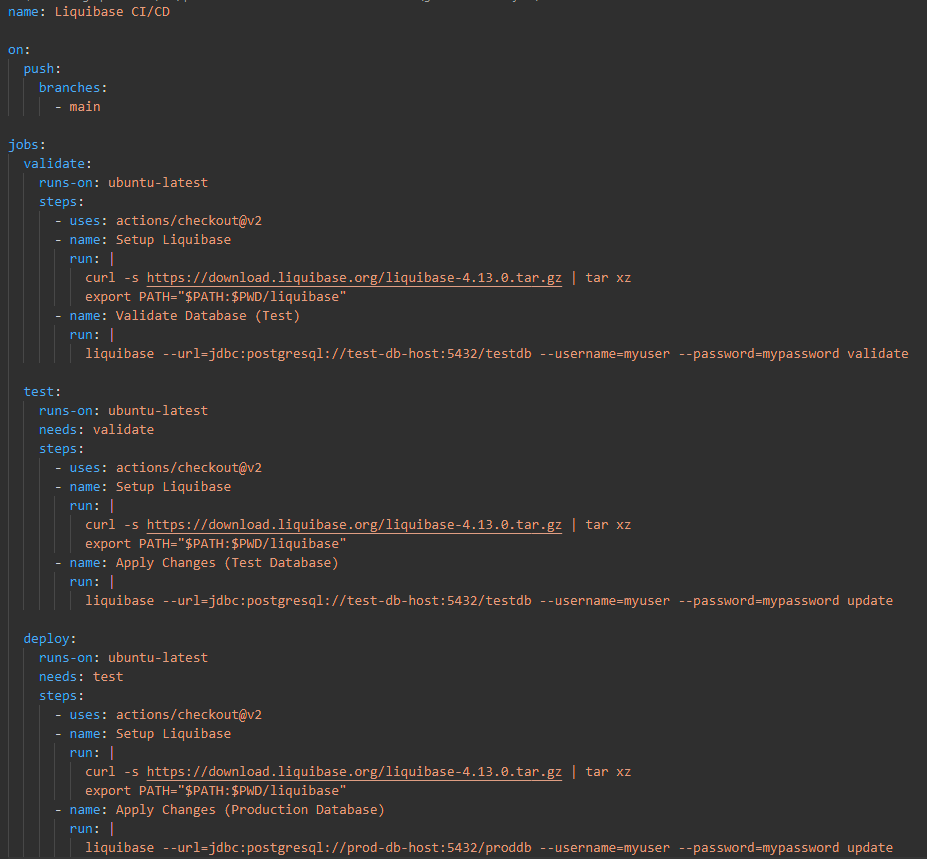 name: Liquibase CI/CD
on:
push:
branches:
- main
jobs:
validate:
runs-on: ubuntu-latest
steps:
- uses: actions/checkout@v2
- name: Setup Liquibase
run: |
curl -s https://download.liquibase.org/liquibase-4.13.0.tar.gz | tar xz
export PATH="$PATH:$PWD/liquibase"
- name: Validate Database (Test)
run: |
liquibase --url=jdbc:postgresql://test-db-host:5432/testdb --username=myuser --password=mypassword validate
test:
runs-on: ubuntu-latest
needs: validate
steps:
- uses: actions/checkout@v2
- name: Setup Liquibase
run: |
curl -s https://download.liquibase.org/liquibase-4.13.0.tar.gz | tar xz
export PATH="$PATH:$PWD/liquibase"
- name: Apply Changes (Test Database)
run: |
liquibase --url=jdbc:postgresql://test-db-host:5432/testdb --username=myuser --password=mypassword update
deploy:
runs-on: ubuntu-latest
needs: test
steps:
- uses: actions/checkout@v2
- name: Setup Liquibase
run: |
curl -s https://download.liquibase.org/liquibase-4.13.0.tar.gz | tar xz
export PATH="$PATH:$PWD/liquibase"
- name: Apply Changes (Production Database)
run: |
liquibase --url=jdbc:postgresql://prod-db-host:5432/proddb --username=myuser --password=mypassword update